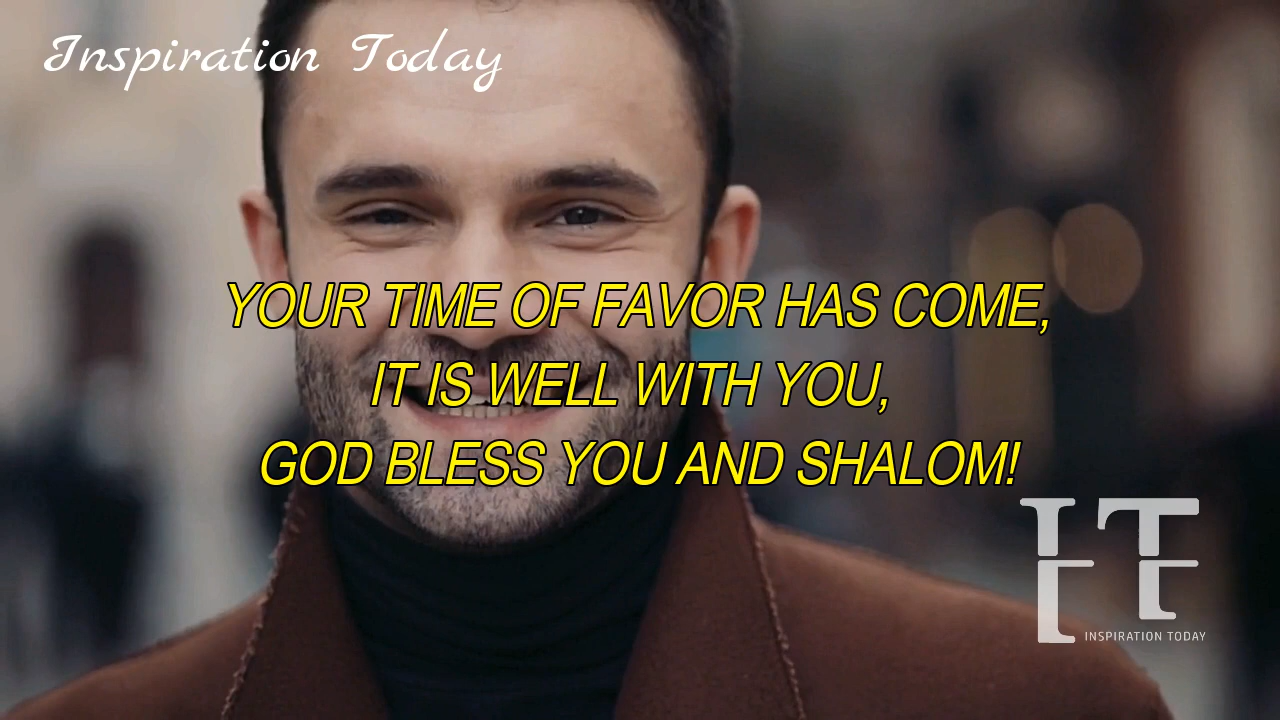 Inspiration Today
YOUR TIME OF FAVOR HAS COME,
IT IS WELL WITH YOU,
GOD BLESS YOU AND SHALOM!
IT
INSPIRATION TODAY